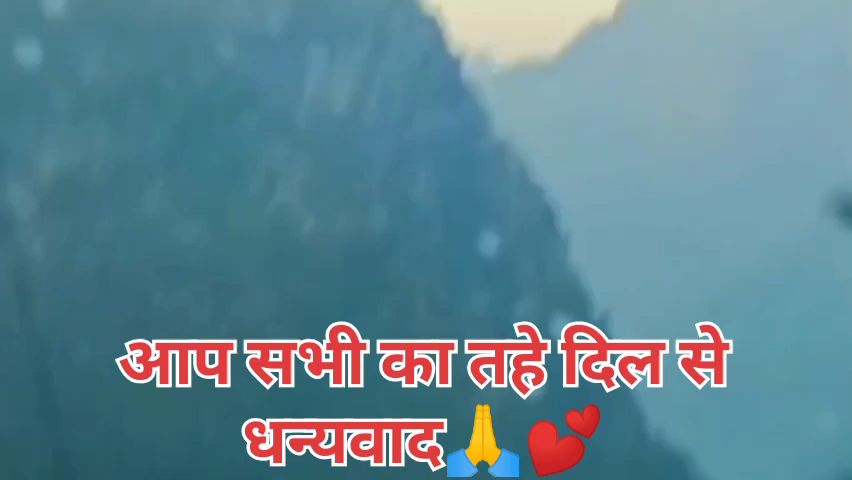 आप सभी का तहे दिल से
धन्यवाद🙏💕